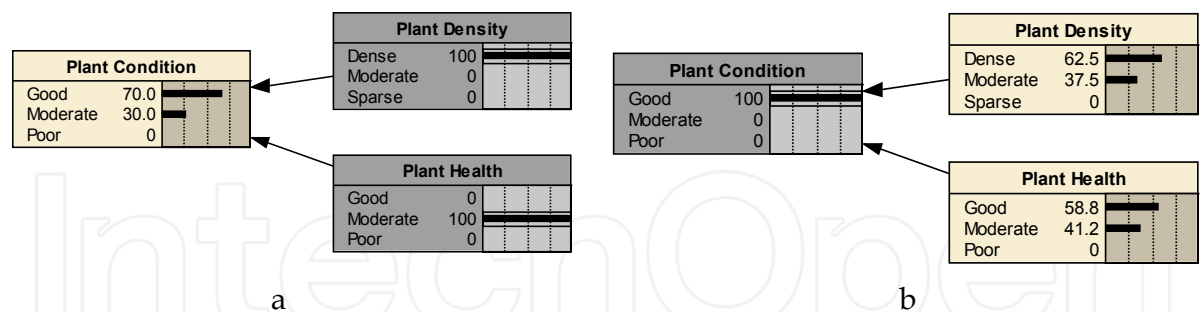 Plant Condition
Good 70.0
Moderate 30.0
Poor 0
Plant Density
Dense 100
Moderate 0
Sparse 0
Plant Health
Good 0
Moderate 100
Poor 0
a
Plant Condition
Good 100
Moderate 0
Poor 0
Plant Density
Dense 62.5
Moderate 37.5
Sparse 0
Plant Health
Good 58.8
Moderate 41.2
Poor 0
b
IntechOpen